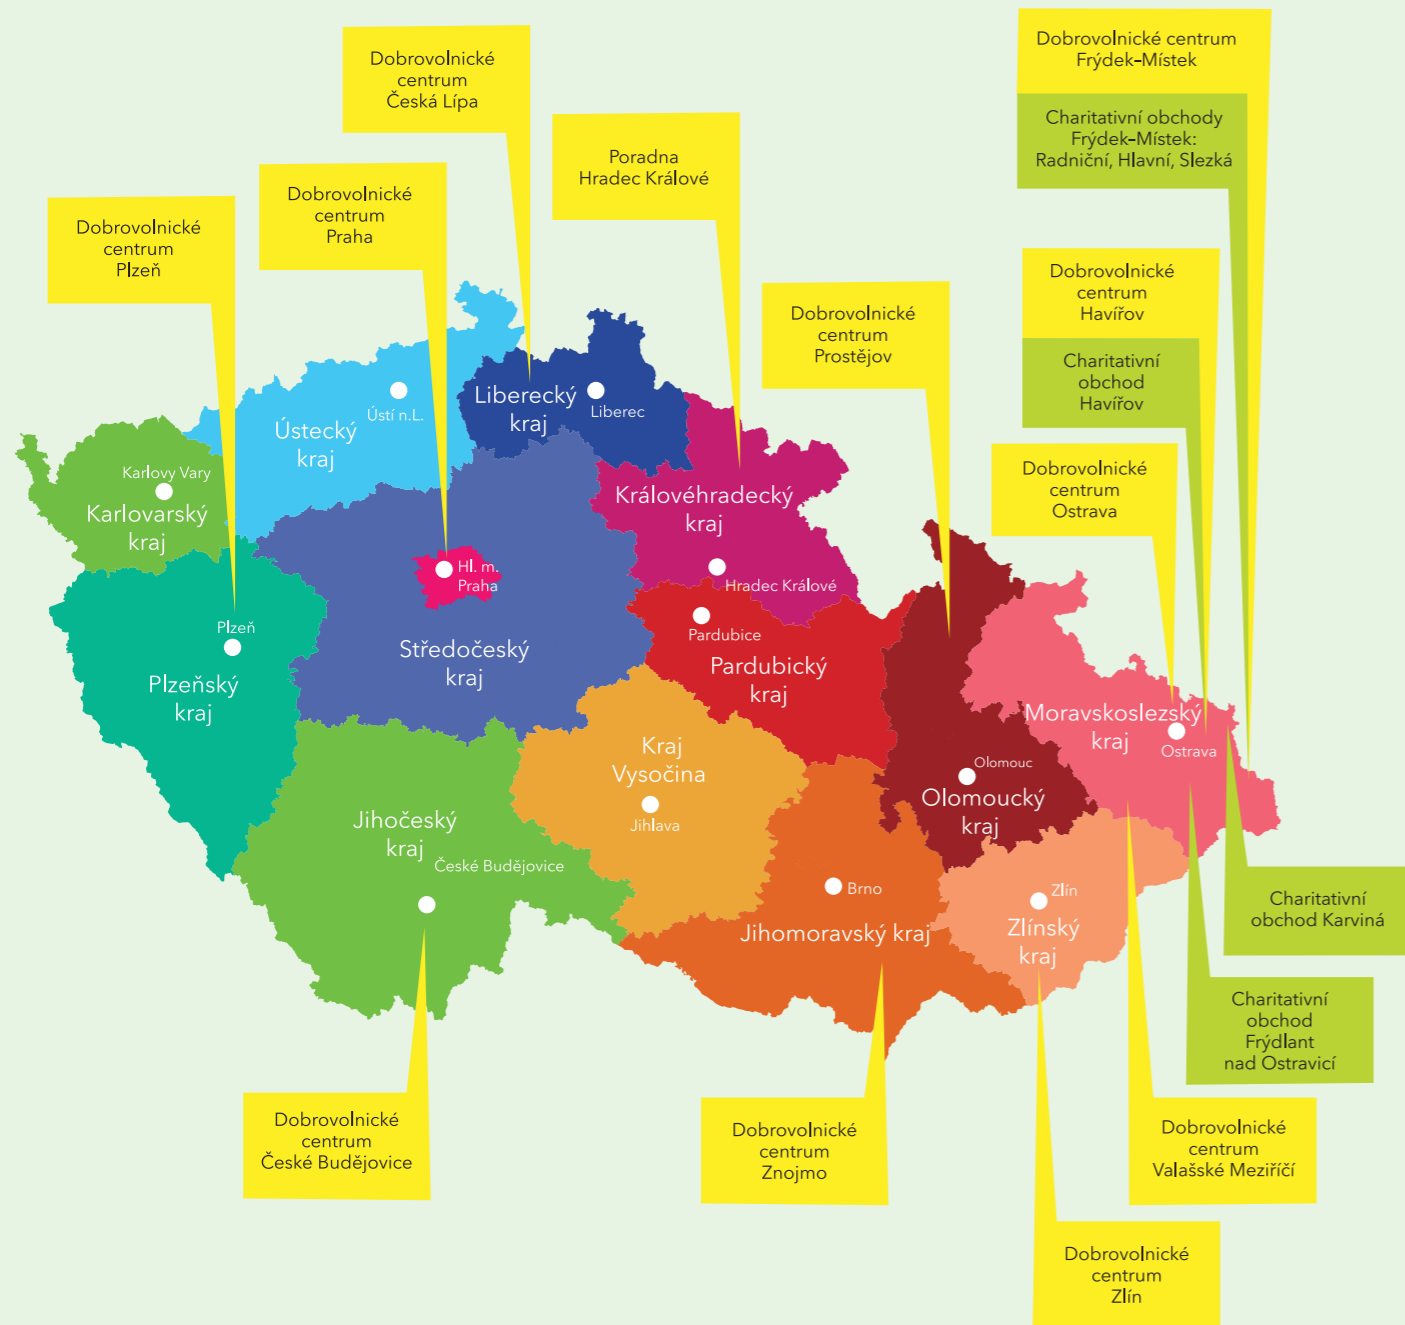 Dobrovolnické centrum
Frýdek-Místek
Charitativní obchody
Frýdek-Místek:
Radniční, Hlavní, Slezká
Dobrovolnické
centrum
Česká Lípa
Poradna
Hradec Králové
Dobrovolnické
centrum
Praha
Dobrovolnické
centrum
Plzeň
Dobrovolnické
centrum
Prostějov
Dobrovolnické
centrum
Havířov
Charitativní
obchod
Havířov
Dobrovolnické
centrum
Ostrava
Ústecký
kraj
Ústí n.L.
Liberecký
kraj
Liberec
Karlovy Vary
Karlovarský
kraj
Královéhradecký
kraj
Hradec Králové
Hl. m.
Praha
Plzeň
Plzeňský
kraj
Středočeský
kraj
Pardubice
Pardubický
kraj
Moravskoslezský
kraj
Ostrava
Kraj
Vysočina
Jihlava
Olomouc
Olomoucký
kraj
Jihočeský
kraj
České Budějovice
Brno
Jihomoravský kraj
Zlín
Zlínský
kraj
Charitativní
obchod Karviná
Charitativní
obchod
Frýdlant
nad Ostravicí
Dobrovolnické
centrum
České Budějovice
Dobrovolnické
centrum
Znojmo
Dobrovolnické
centrum
Valašské Meziříčí
Dobrovolnické
centrum
Zlín